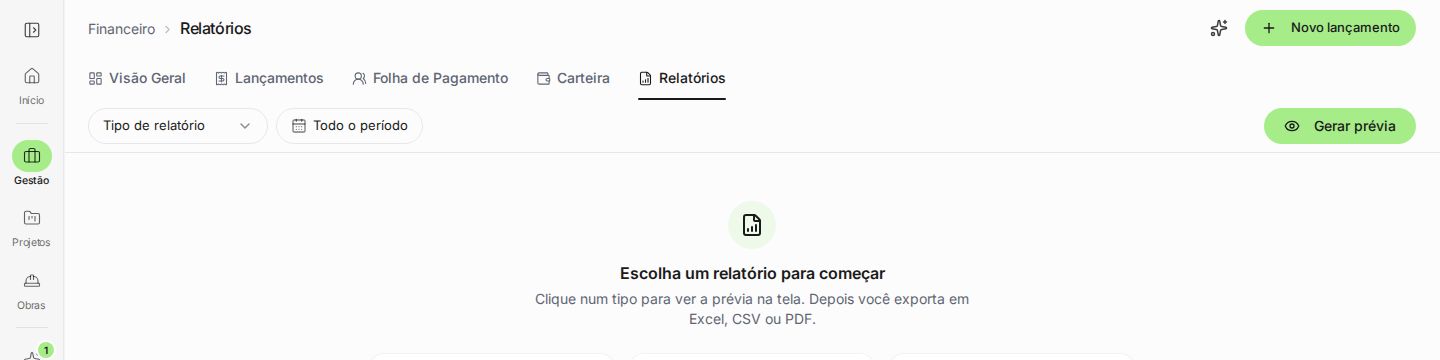 Financeiro
Relatórios
Novo lançamento
Início
Visão Geral
Lançamentos
Folha de Pagamento
Carteira
Relatórios
Tipo de relatório
Todo o período
Gerar prévia
Gestão
Projetos
Obras
1
Escolha um relatório para começar
Clique num tipo para ver a prévia na tela. Depois você exporta em
Excel, CSV ou PDF.